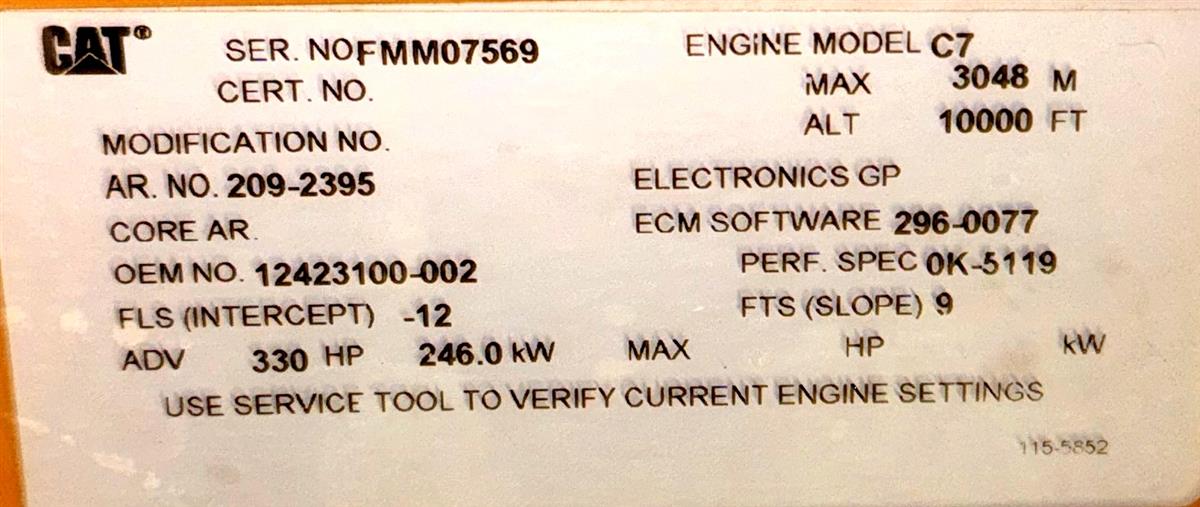 CAT®
SER. NO FMM07569
ENGINE MODEL C7
CERT. NO.
MAX 3048 M
ALT 10000 FT
MODIFICATION NO.
AR. NO. 209-2395
ELECTRONICS GP
CORE AR.
ECM SOFTWARE 296-0077
OEM NO. 12423100-002
PERF. SPEC 0K-5119
FLS (INTERCEPT) -12
FTS (SLOPE) 9
ADV 330 HP 246.0 kW MAX HP kW
USE SERVICE TOOL TO VERIFY CURRENT ENGINE SETTINGS
115-5852